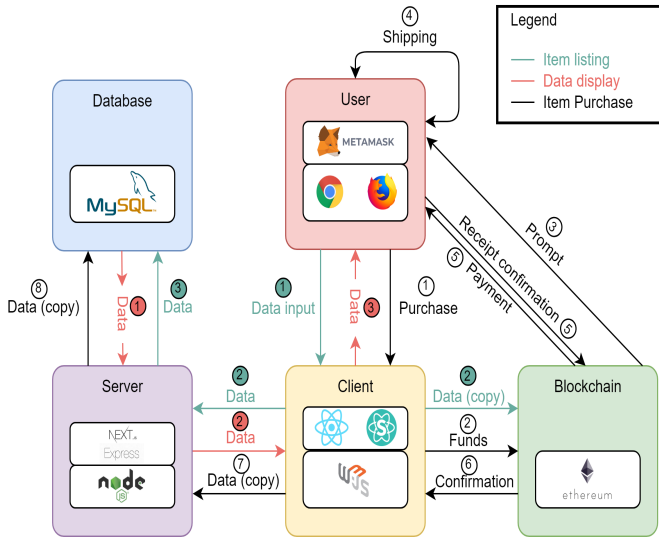 Legend
Item listing
Data display
Item Purchase
4
Shipping
Database
MySQL
User
METAMASK
8
Data (copy)
Data
1
3
Data
1
Data input
Data
3
1
Purchase
Receipt confirmation
5
5
Payment
3
Prompt
Server
NEXT.js
Express
node
JS
2
Data
2
Data
7
Data (copy)
Client
S
W3JS
2
Data (copy)
2
Funds
6
Confirmation
Blockchain
ethereum